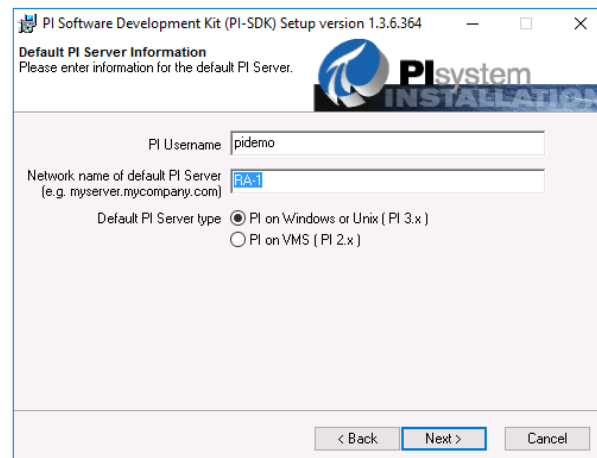 PI Software Development Kit (PI-SDK) Setup version 1.3.6.364
Default PI Server Information
Please enter information for the default PI Server.
PIsystem
INSTALLATION
PI Username pidemo
Network name of default PI Server
(e.g. myserver.mycompany.com) RA-1
Default PI Server type PI on Windows or Unix ( PI 3.x )
PI on VMS ( PI 2.x )
< Back Next > Cancel